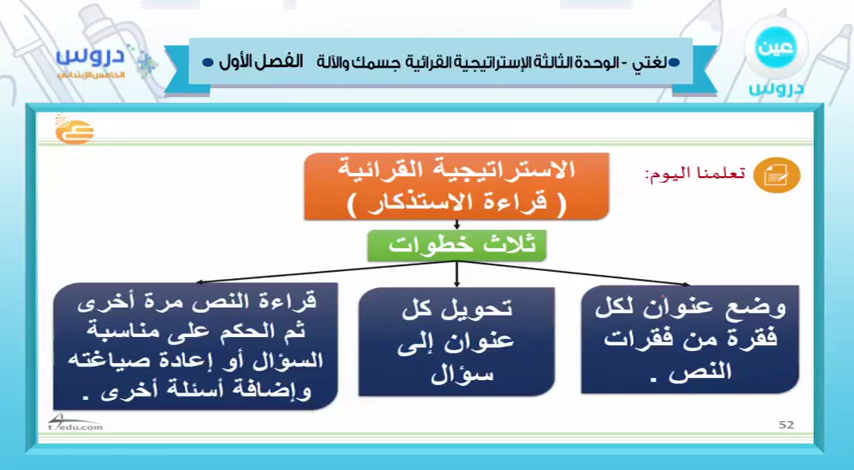 عين
دروس
لغتي - الوحدة الثالثة الإستراتيجية القرائية جسمك والآلة الفصل الأول
دروس
الخامس الإبتدائي
تعلمنا اليوم:
الاستراتيجية القرائية
( قراءة الاستذكار )
ثلاث خطوات
وضع عنوان لكل
فقرة من فقرات
النص .
تحويل كل
عنوان إلى
سؤال
قراءة النص مرة أخرى
ثم الحكم على مناسبة
السؤال أو إعادة صياغته
وإضافة أسئلة أخرى .
52
t4edu.com